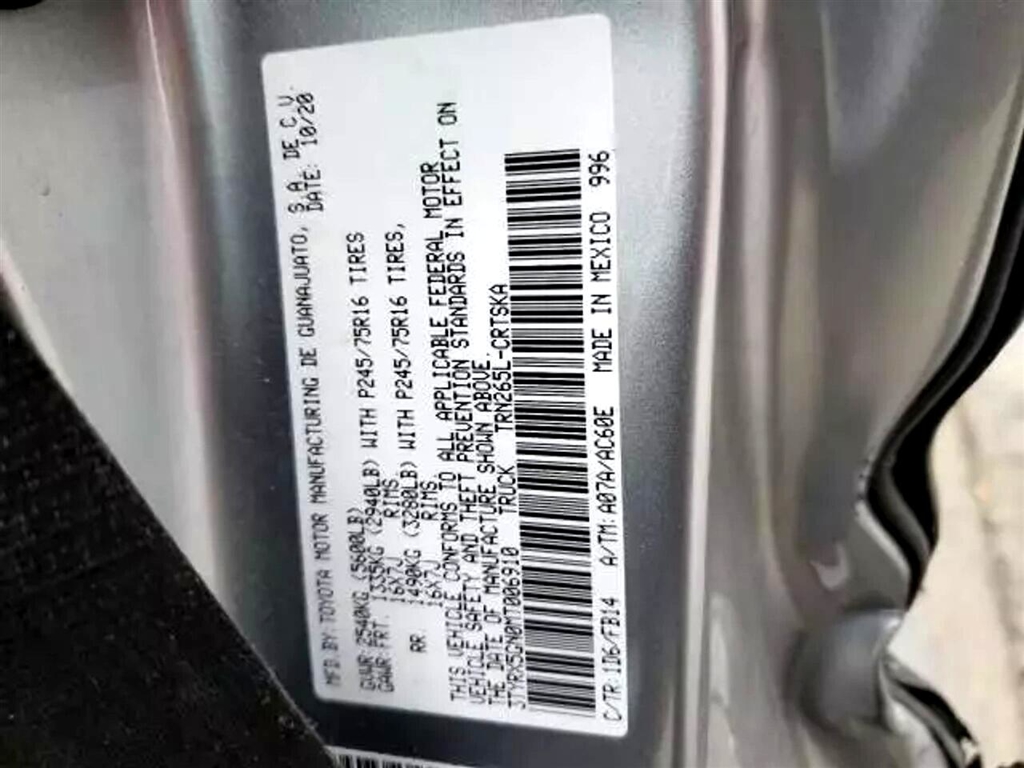 MFD BY: TOYOTA MOTOR MANUFACTURING DE GUANAJUATO, S.A. DE C.V.
DATE: 10/20
GVWR 2540KG (5600LB)
GAWR FRT. 1335KG (2940LB) WITH P245/75R16 TIRES
16X7J RIMS
RR. 1490KG (3280LB) WITH P245/75R16 TIRES,
16X7J RIMS
THIS VEHICLE CONFORMS TO ALL APPLICABLE FEDERAL MOTOR
VEHICLE SAFETY AND THEFT PREVENTION STANDARDS IN EFFECT ON
THE DATE OF MANUFACTURE SHOWN ABOVE.
3TYRX5GN0MT006910 TRUCK TRN265L-CRTSKA
C/TR: 1D6/FB14 A/TM: A07A/AC60E MADE IN MEXICO 996